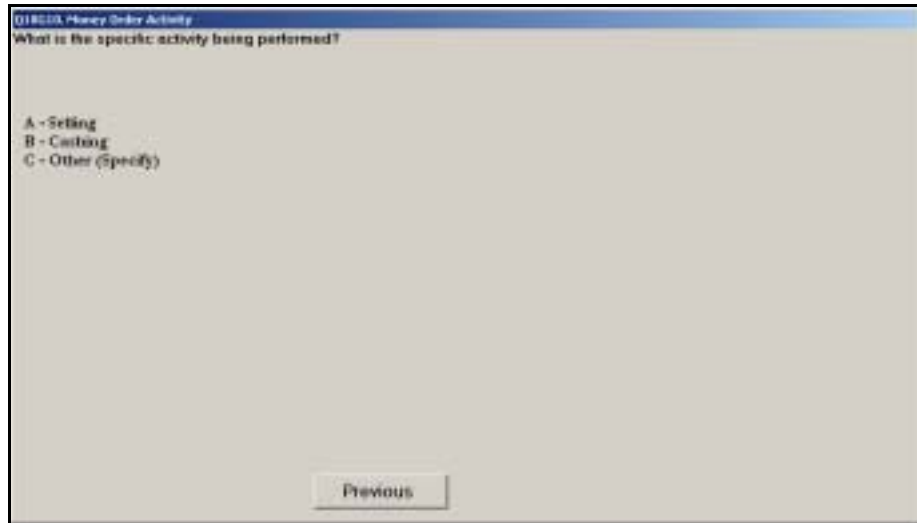 Money Order Activity
What is the specific activity being performed?
A - Selling
B - Cashing
C - Other (Specify)
Previous